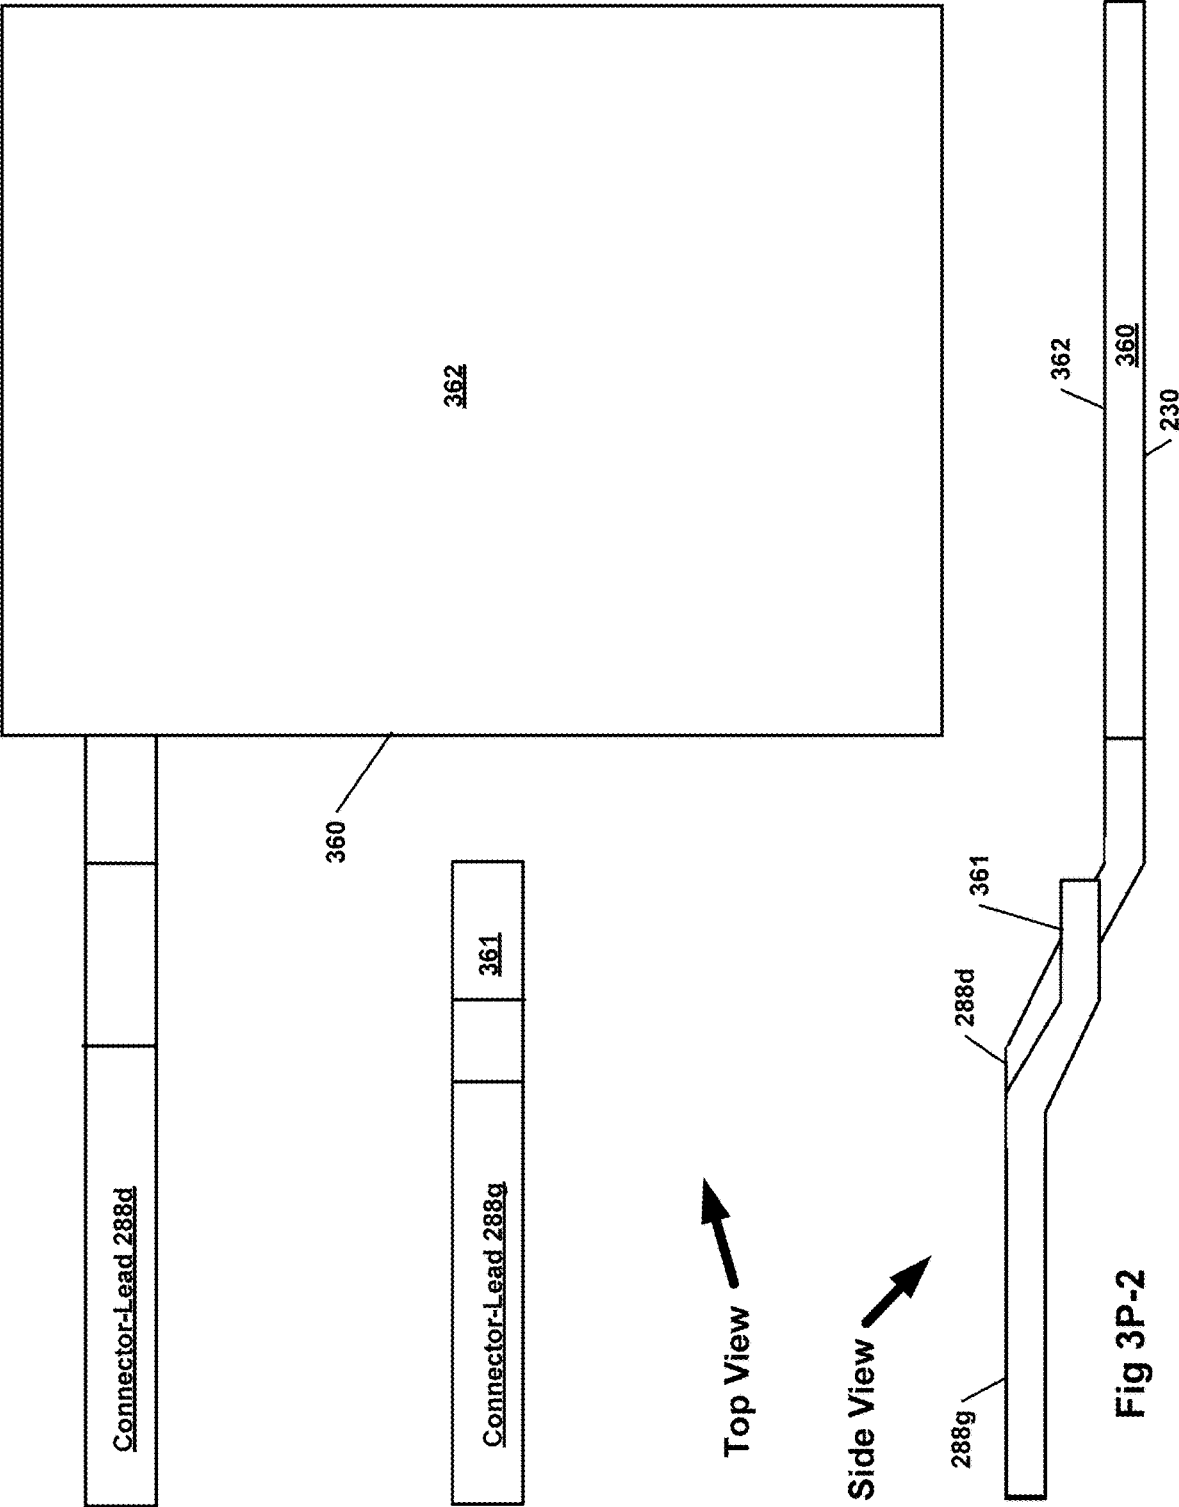 Connector-Lead 288d
360
362
Connector-Lead 288g
361
Top View
Side View
288g
288d
361
362
360
230
Fig 3P-2